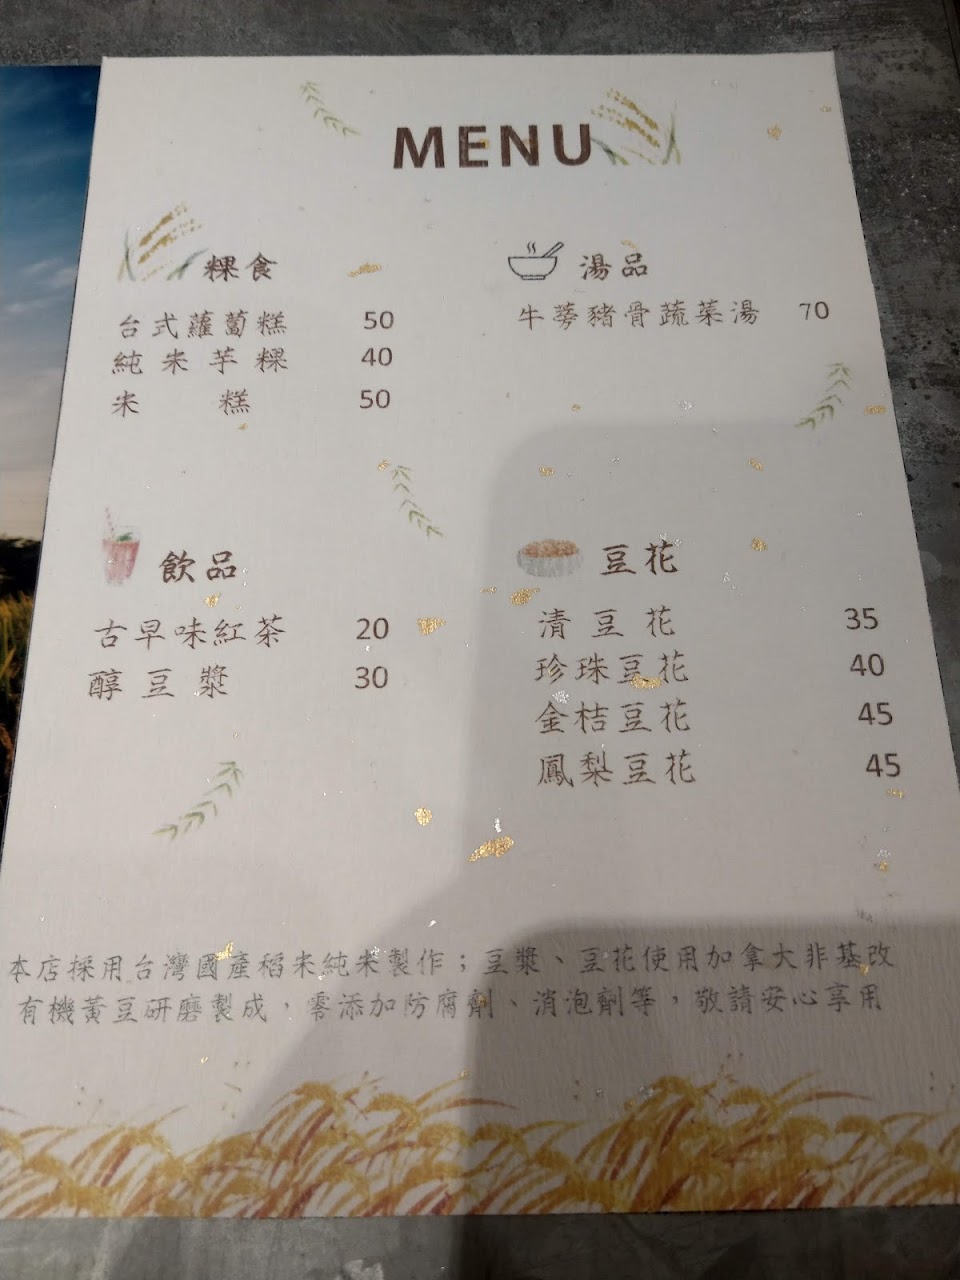 MENU
粿食
台式蘿蔔糕 50
純米芋粿 40
米糕 50
湯品
牛蒡豬骨蔬菜湯 70
飲品
古早味紅茶 20
醇豆漿 30
豆花
清豆花 35
珍珠豆花 40
金桔豆花 45
鳳梨豆花 45
本店採用台灣國產稻米純米製作；豆漿、豆花使用加拿大非基改
有機黃豆研磨製成，零添加防腐劑、消泡劑等，敬請安心享用